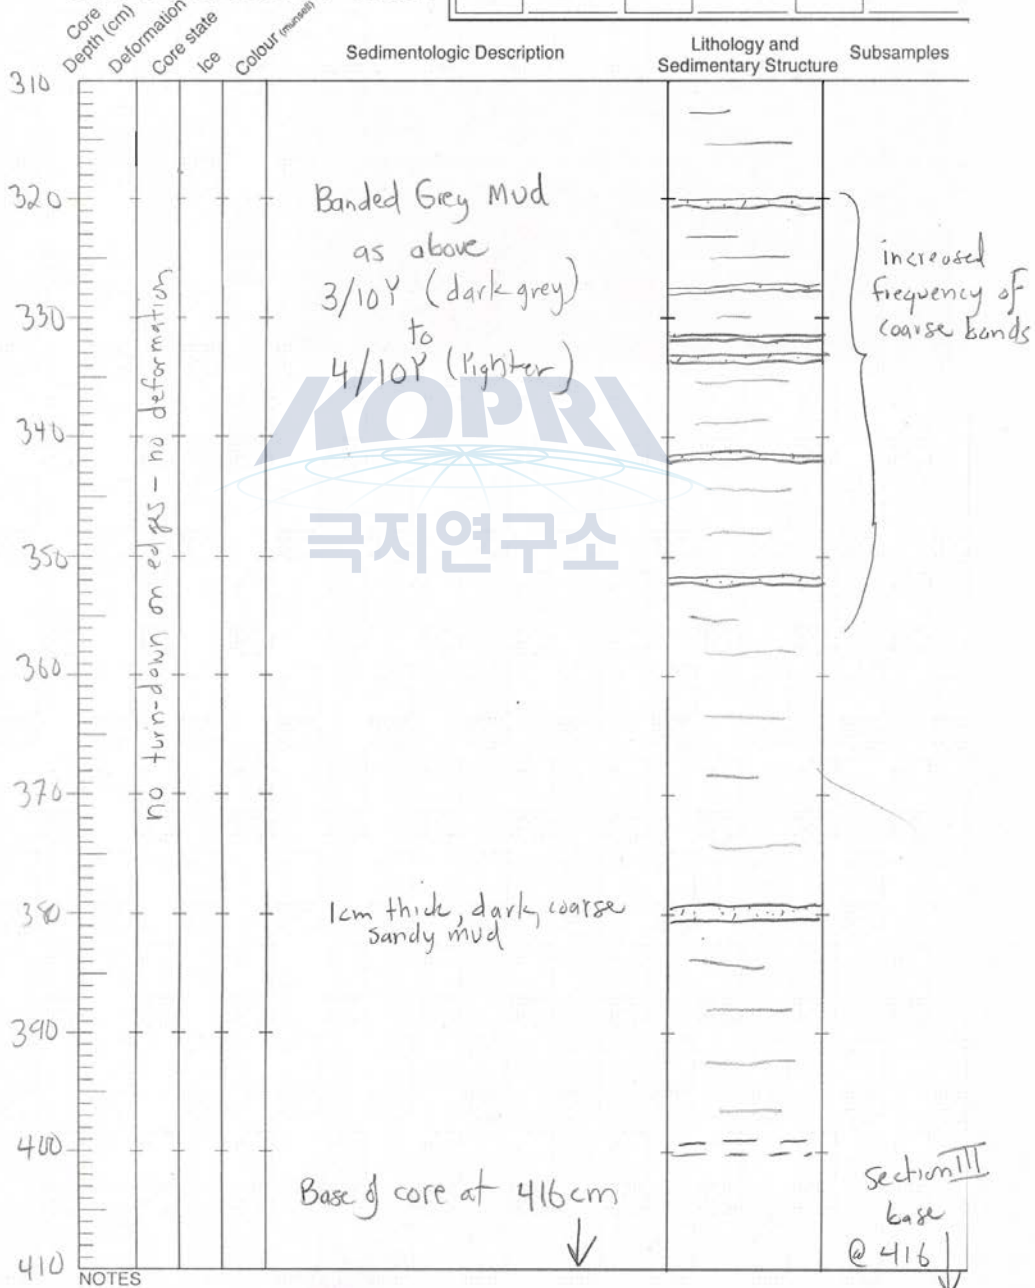 Core
Depth (cm)
Deformation
Core state
Ice
Colour (munsell)
Sedimentologic Description
Lithology and
Sedimentary Structure
Subsamples
310
320
330
340
350
360
370
380
390
400
410
no turn-down on edges - no deformation
Banded Grey Mud
as above
3/10Y (dark grey)
to
4/10Y (lighter)
KOPRI
극지연구소
increased
frequency of
coarse bands
1cm thick, dark, coarse
sandy mud
Base of core at 416cm
Section III
base
@ 416
NOTES